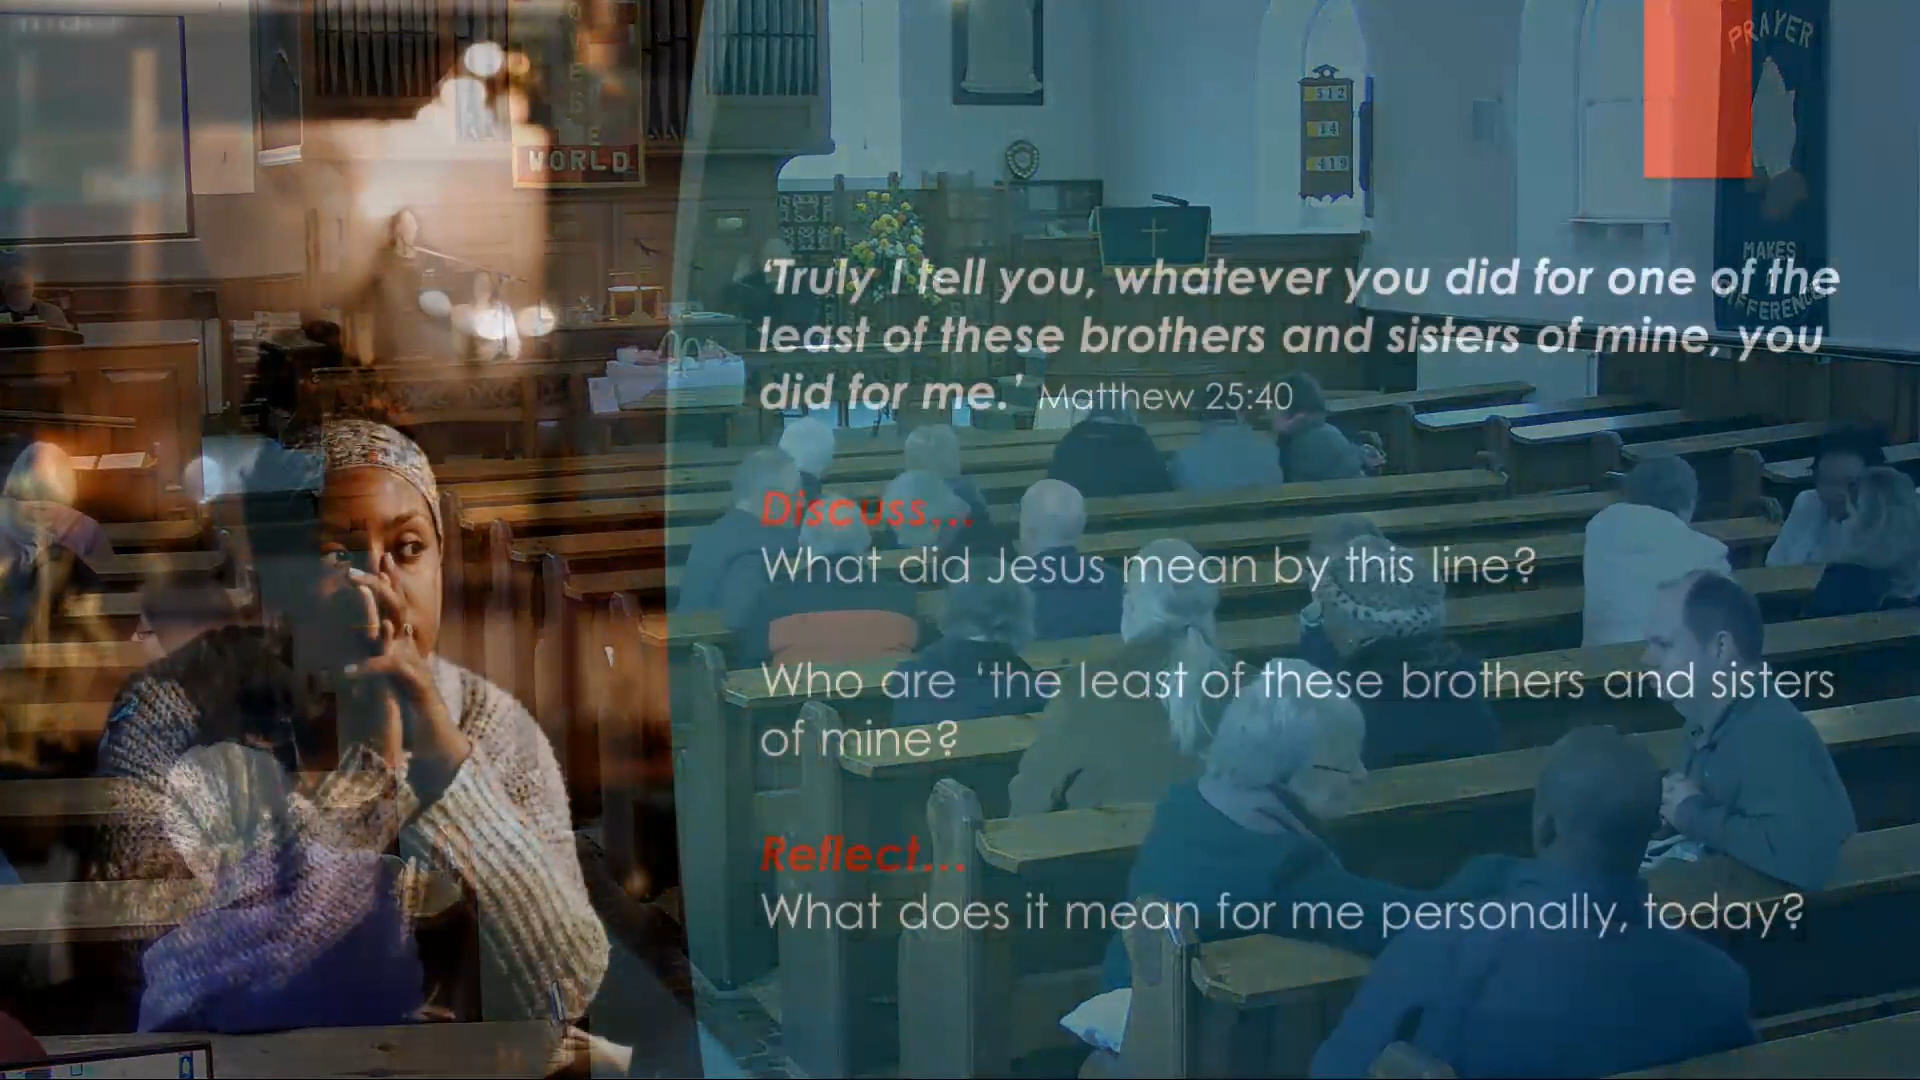 WORLD
512
14
419
PRAYER
MAKES
DIFFERENCE
‘Truly I tell you, whatever you did for one of the
least of these brothers and sisters of mine, you
did for me.’ Matthew 25:40
Discuss...
What did Jesus mean by this line?
Who are ‘the least of these brothers and sisters
of mine?
Reflect...
What does it mean for me personally, today?